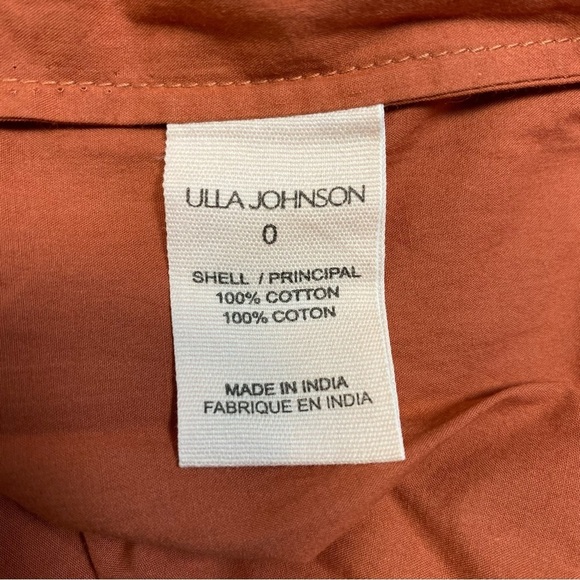 ULLA JOHNSON
0
SHELL / PRINCIPAL
100% COTTON
100% COTON
MADE IN INDIA
FABRIQUE EN INDIA